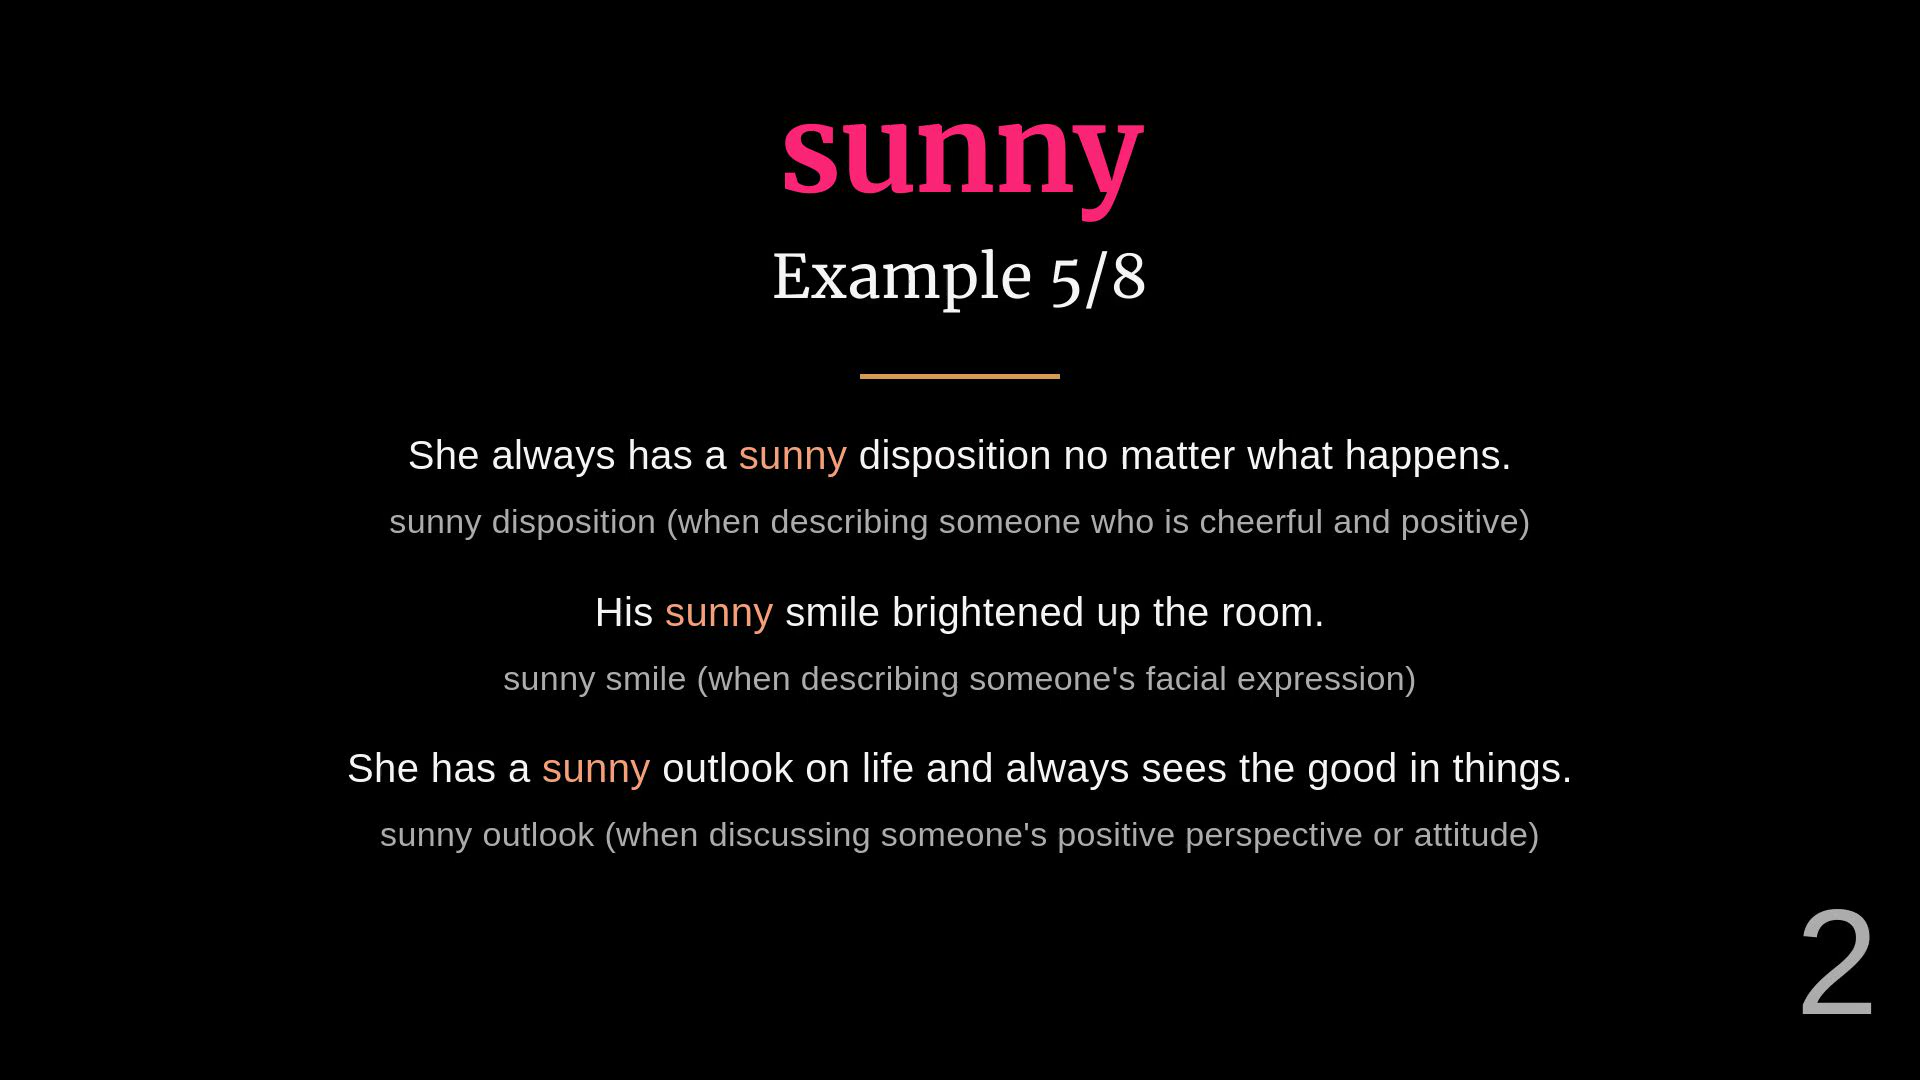 sunny
Example 5/8
She always has a sunny disposition no matter what happens.
sunny disposition (when describing someone who is cheerful and positive)
His sunny smile brightened up the room.
sunny smile (when describing someone's facial expression)
She has a sunny outlook on life and always sees the good in things.
sunny outlook (when discussing someone's positive perspective or attitude)
2